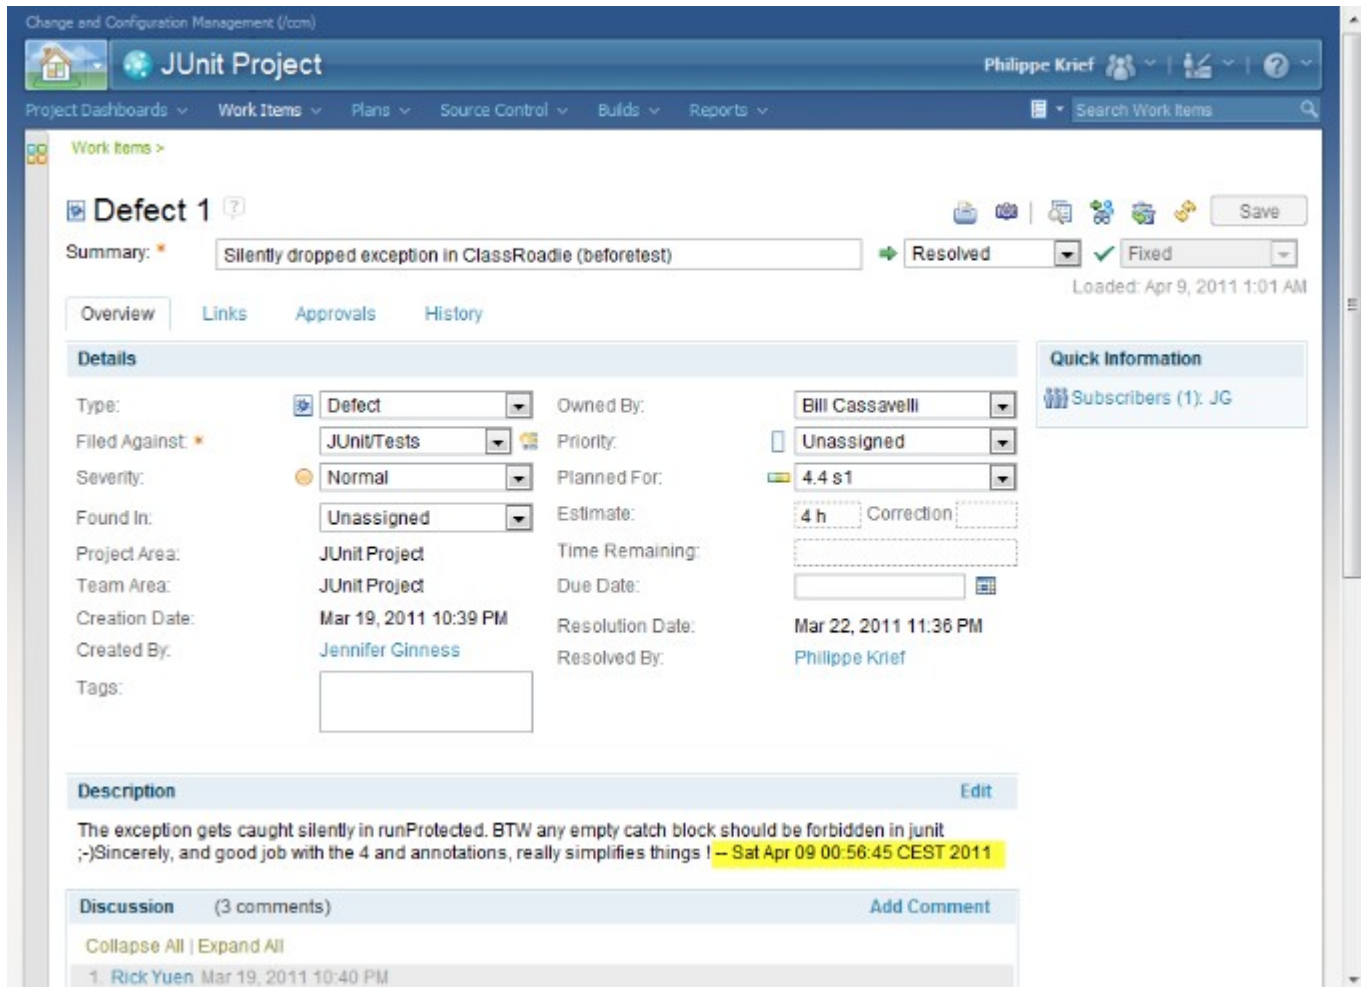 Change and Configuration Management (/ccm)
JUnit Project
Philippe Krief
Project Dashboards Work Items Plans Source Control Builds Reports Search Work Items
Work Items >
Defect 1 ?
Save
Summary: * Silently dropped exception in ClassRoadie (beforetest) Resolved Fixed
Loaded: Apr 9, 2011 1:01 AM
Overview Links Approvals History
Details
Quick Information
Subscribers (1): JG
Type: Defect Owned By: Bill Cassavelli
Filed Against: * JUnit/Tests Priority: Unassigned
Severity: Normal Planned For: 4.4 s1
Found In: Unassigned Estimate: 4 h Correction
Project Area: JUnit Project Time Remaining:
Team Area: JUnit Project Due Date:
Creation Date: Mar 19, 2011 10:39 PM Resolution Date: Mar 22, 2011 11:36 PM
Created By: Jennifer Ginness Resolved By: Philippe Krief
Tags:
Description Edit
The exception gets caught silently in runProtected. BTW any empty catch block should be forbidden in junit
;-)Sincerely, and good job with the 4 and annotations, really simplifies things ! -- Sat Apr 09 00:56:45 CEST 2011
Discussion (3 comments) Add Comment
Collapse All | Expand All
1. Rick Yuen Mar 19, 2011 10:40 PM